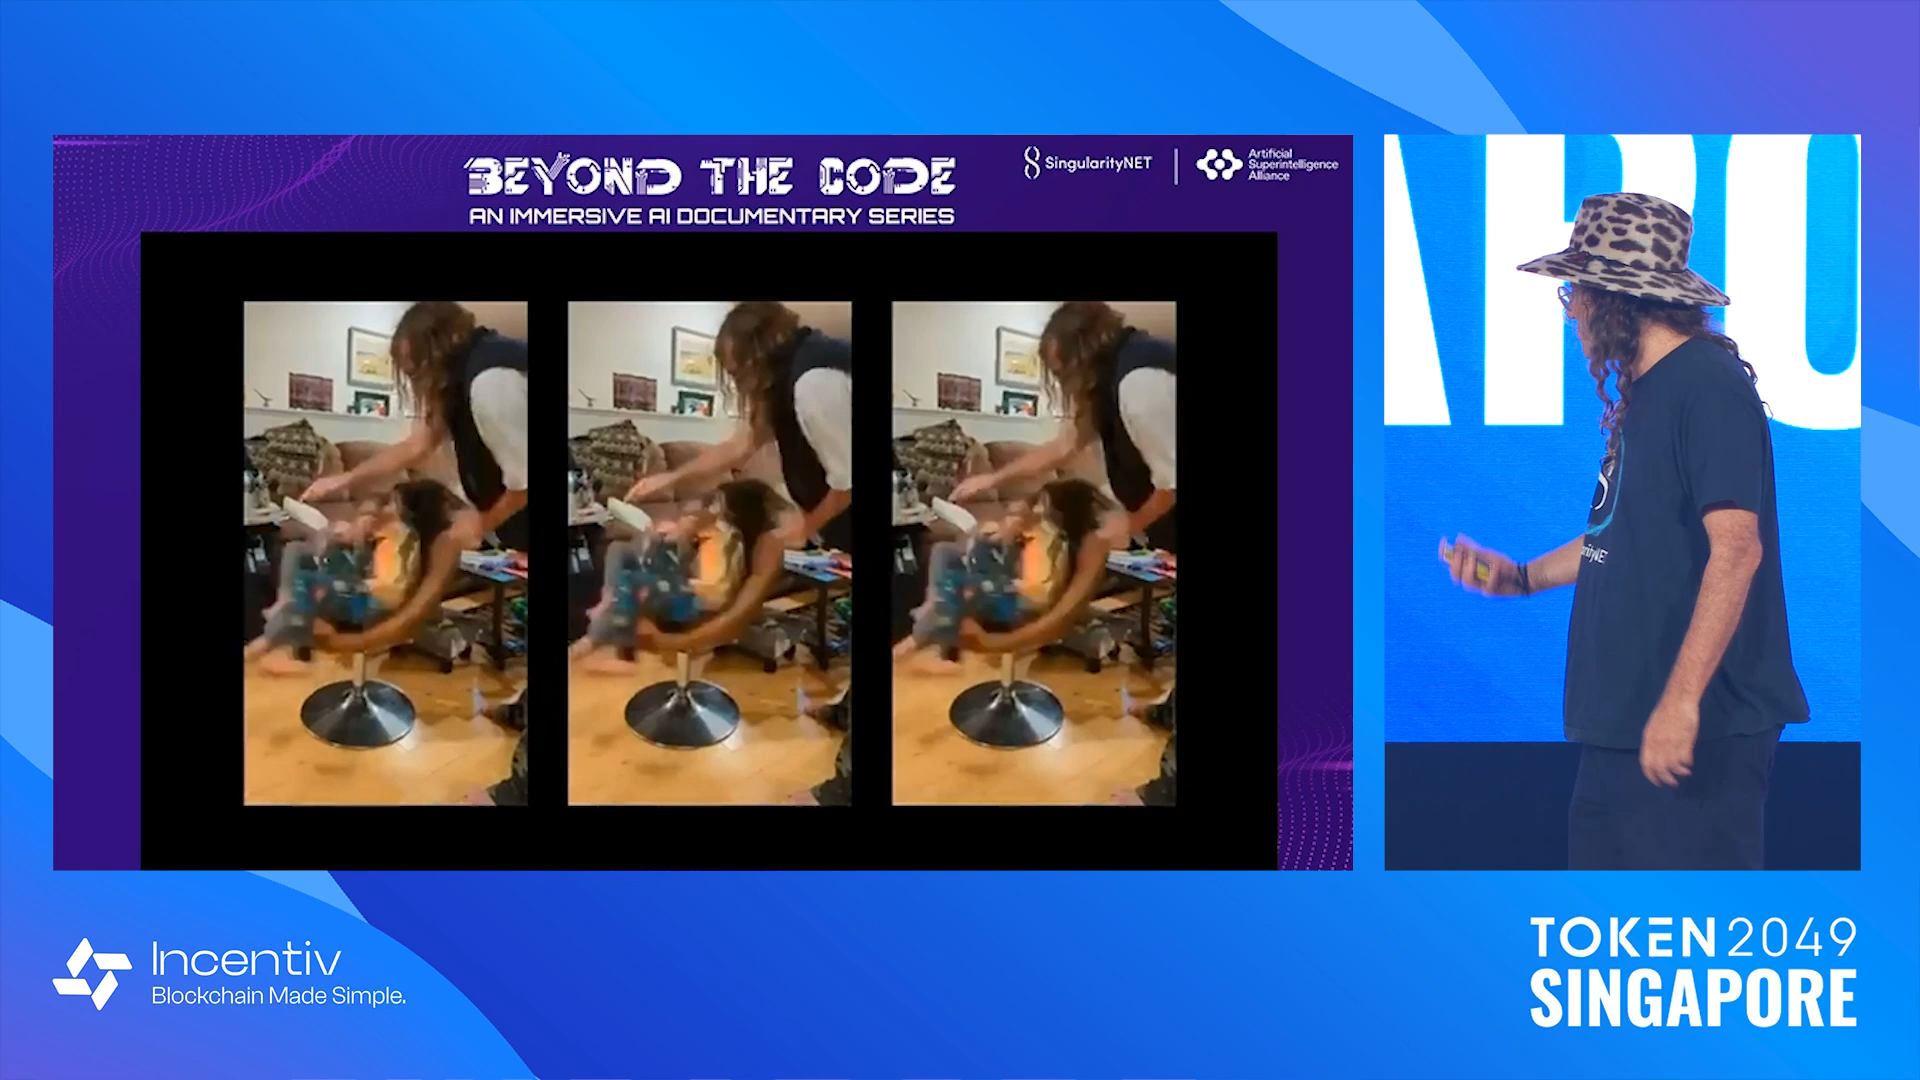 BEYOND THE CODE
AN IMMERSIVE AI DOCUMENTARY SERIES
SingularityNET
Artificial
Superintelligence
Alliance
Incentiv
Blockchain Made Simple.
TOKEN2049
SINGAPORE